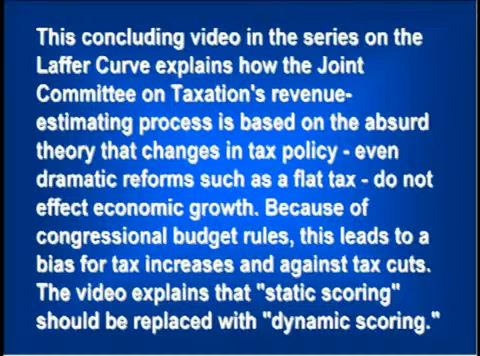 This concluding video in the series on the
Laffer Curve explains how the Joint
Committee on Taxation's revenue-
estimating process is based on the absurd
theory that changes in tax policy - even
dramatic reforms such as a flat tax - do not
effect economic growth. Because of
congressional budget rules, this leads to a
bias for tax increases and against tax cuts.
The video explains that "static scoring"
should be replaced with "dynamic scoring."